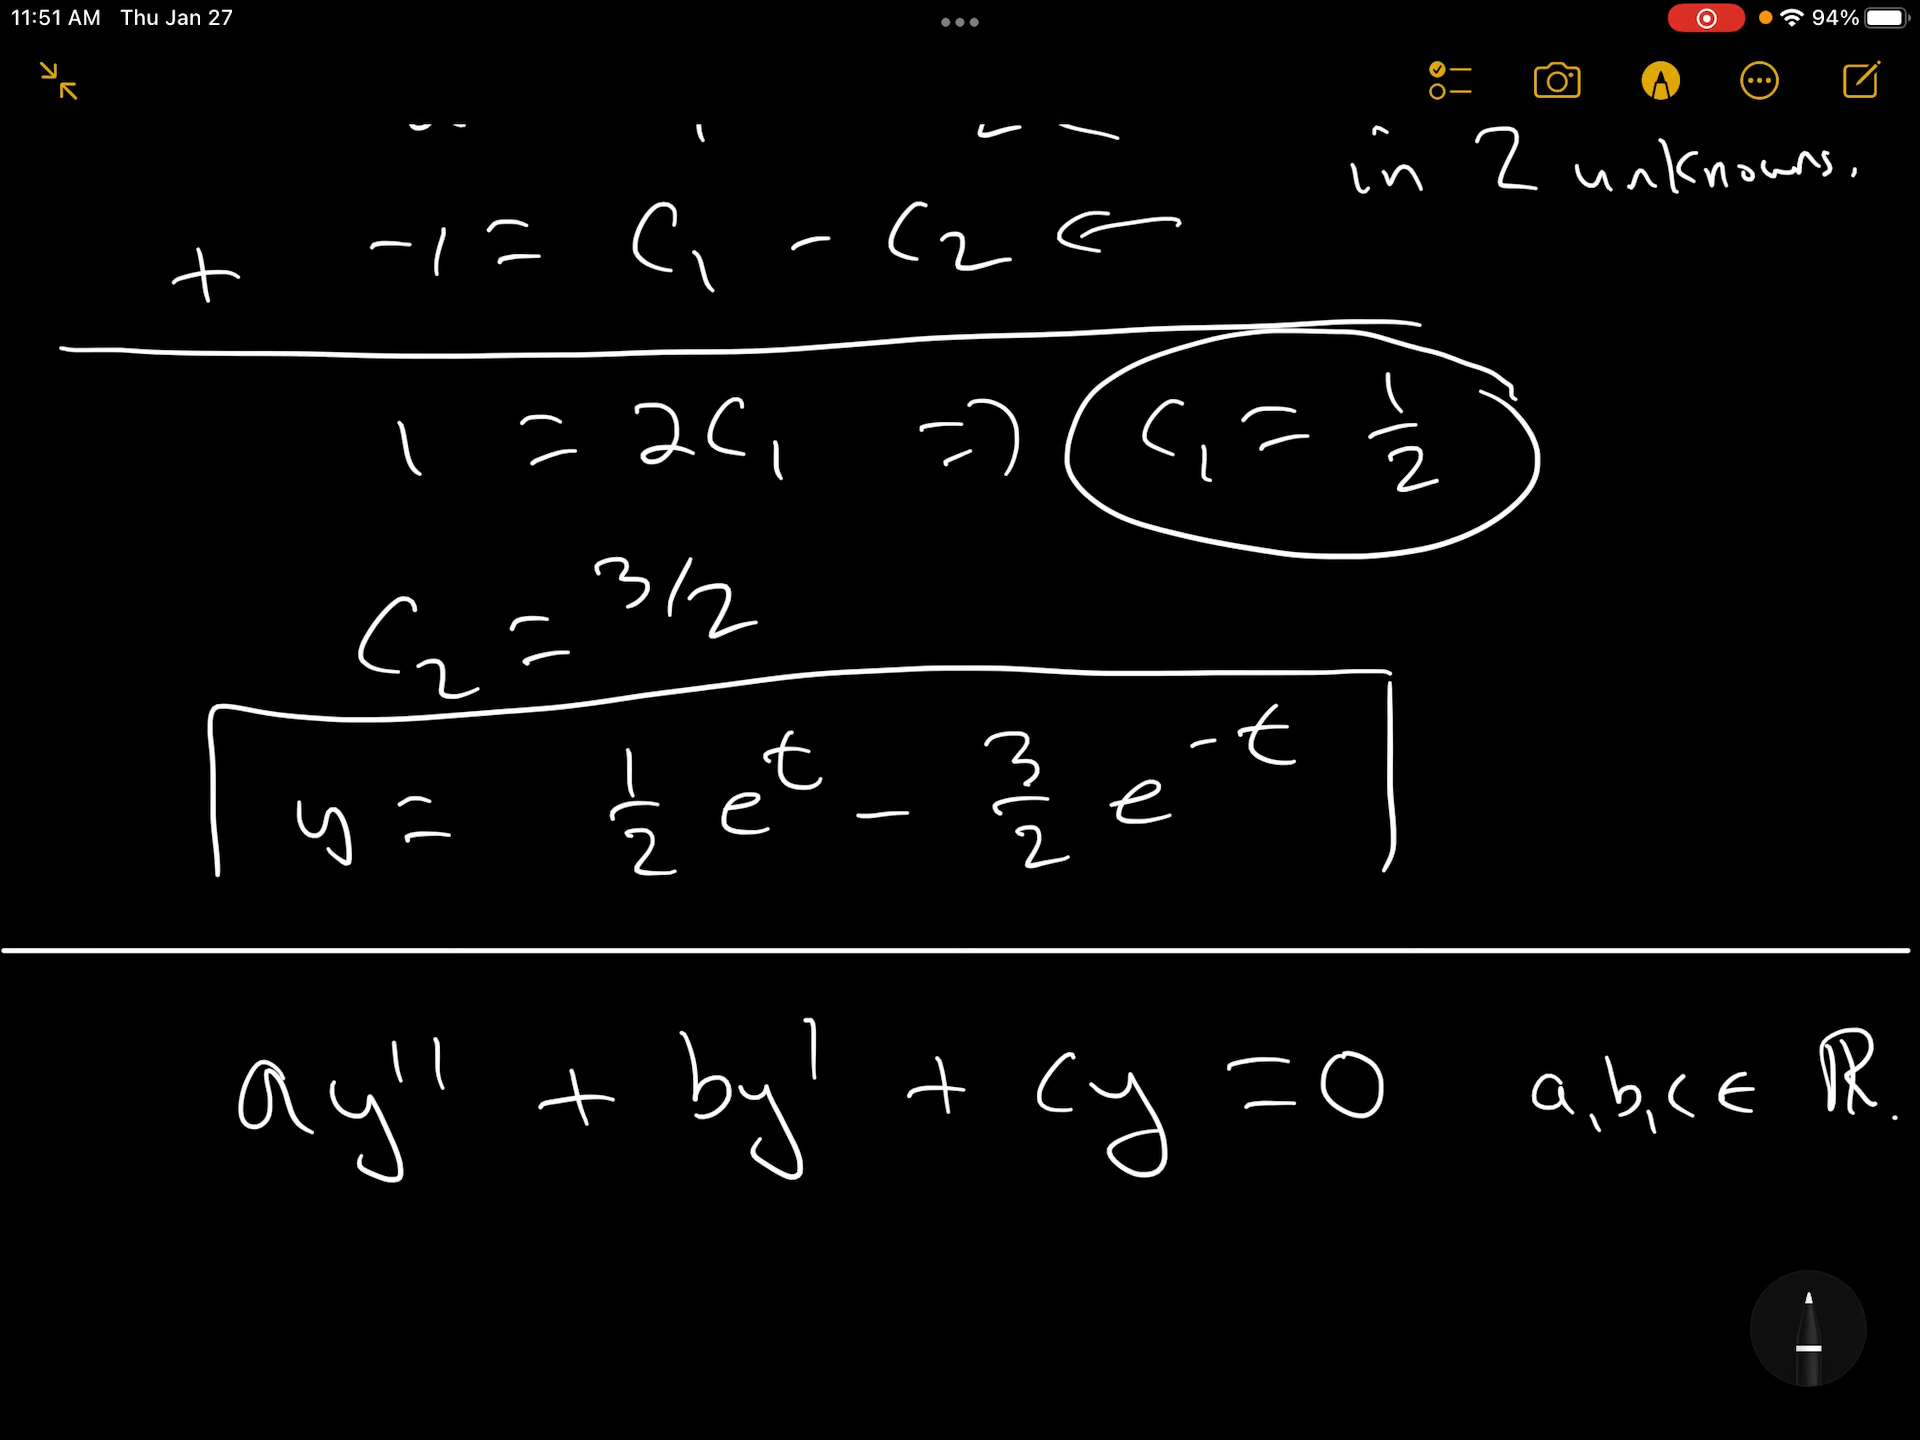 11:51 AM Thu Jan 27 94%
in 2 unknowns.
+ -1 = C₁ - C₂ ←
1 = 2C₁ => C₁ = 1/2
C₂ = 3/2
y = 1/2 e^t - 3/2 e^-t
ay'' + by' + cy = 0 a,b,c ∈ ℝ.